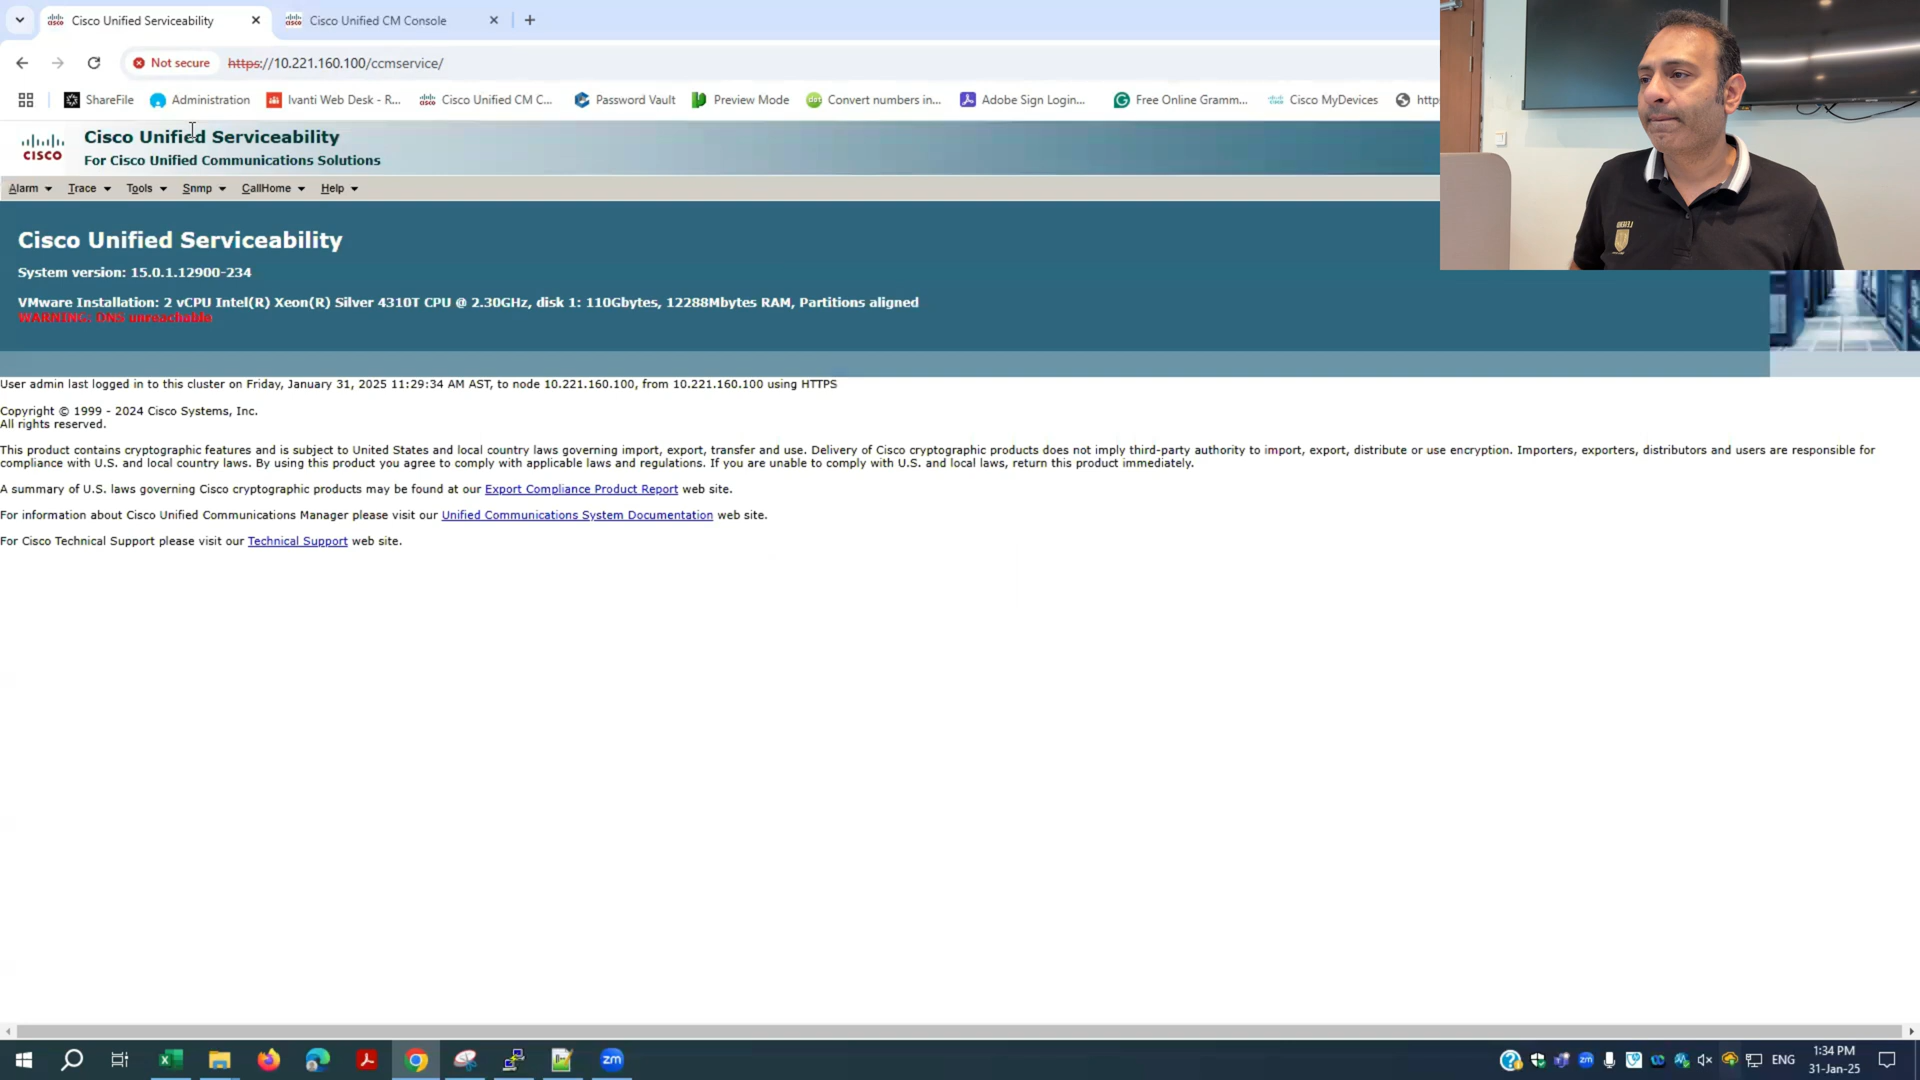 Cisco Unified Serviceability
Cisco Unified CM Console
Not secure
https://10.221.160.100/ccmservice/
ShareFile
Administration
Ivanti Web Desk - R...
Cisco Unified CM C...
Password Vault
Preview Mode
Convert numbers in...
Adobe Sign Login...
Free Online Gramm...
Cisco MyDevices
http
CISCO
Cisco Unified Serviceability
For Cisco Unified Communications Solutions
Alarm
Trace
Tools
Snmp
CallHome
Help
Cisco Unified Serviceability
System version: 15.0.1.12900-234
VMware Installation: 2 vCPU Intel(R) Xeon(R) Silver 4310T CPU @ 2.30GHz, disk 1: 110Gbytes, 12288Mbytes RAM, Partitions aligned
WARNING: DNS unreachable
User admin last logged in to this cluster on Friday, January 31, 2025 11:29:34 AM AST, to node 10.221.160.100, from 10.221.160.100 using HTTPS
Copyright © 1999 - 2024 Cisco Systems, Inc.
All rights reserved.
This product contains cryptographic features and is subject to United States and local country laws governing import, export, transfer and use. Delivery of Cisco cryptographic products does not imply third-party authority to import, export, distribute or use encryption. Importers, exporters, distributors and users are responsible for
compliance with U.S. and local country laws. By using this product you agree to comply with applicable laws and regulations. If you are unable to comply with U.S. and local laws, return this product immediately.
A summary of U.S. laws governing Cisco cryptographic products may be found at our Export Compliance Product Report web site.
For information about Cisco Unified Communications Manager please visit our Unified Communications System Documentation web site.
For Cisco Technical Support please visit our Technical Support web site.
zm
ENG
1:34 PM
31-Jan-25